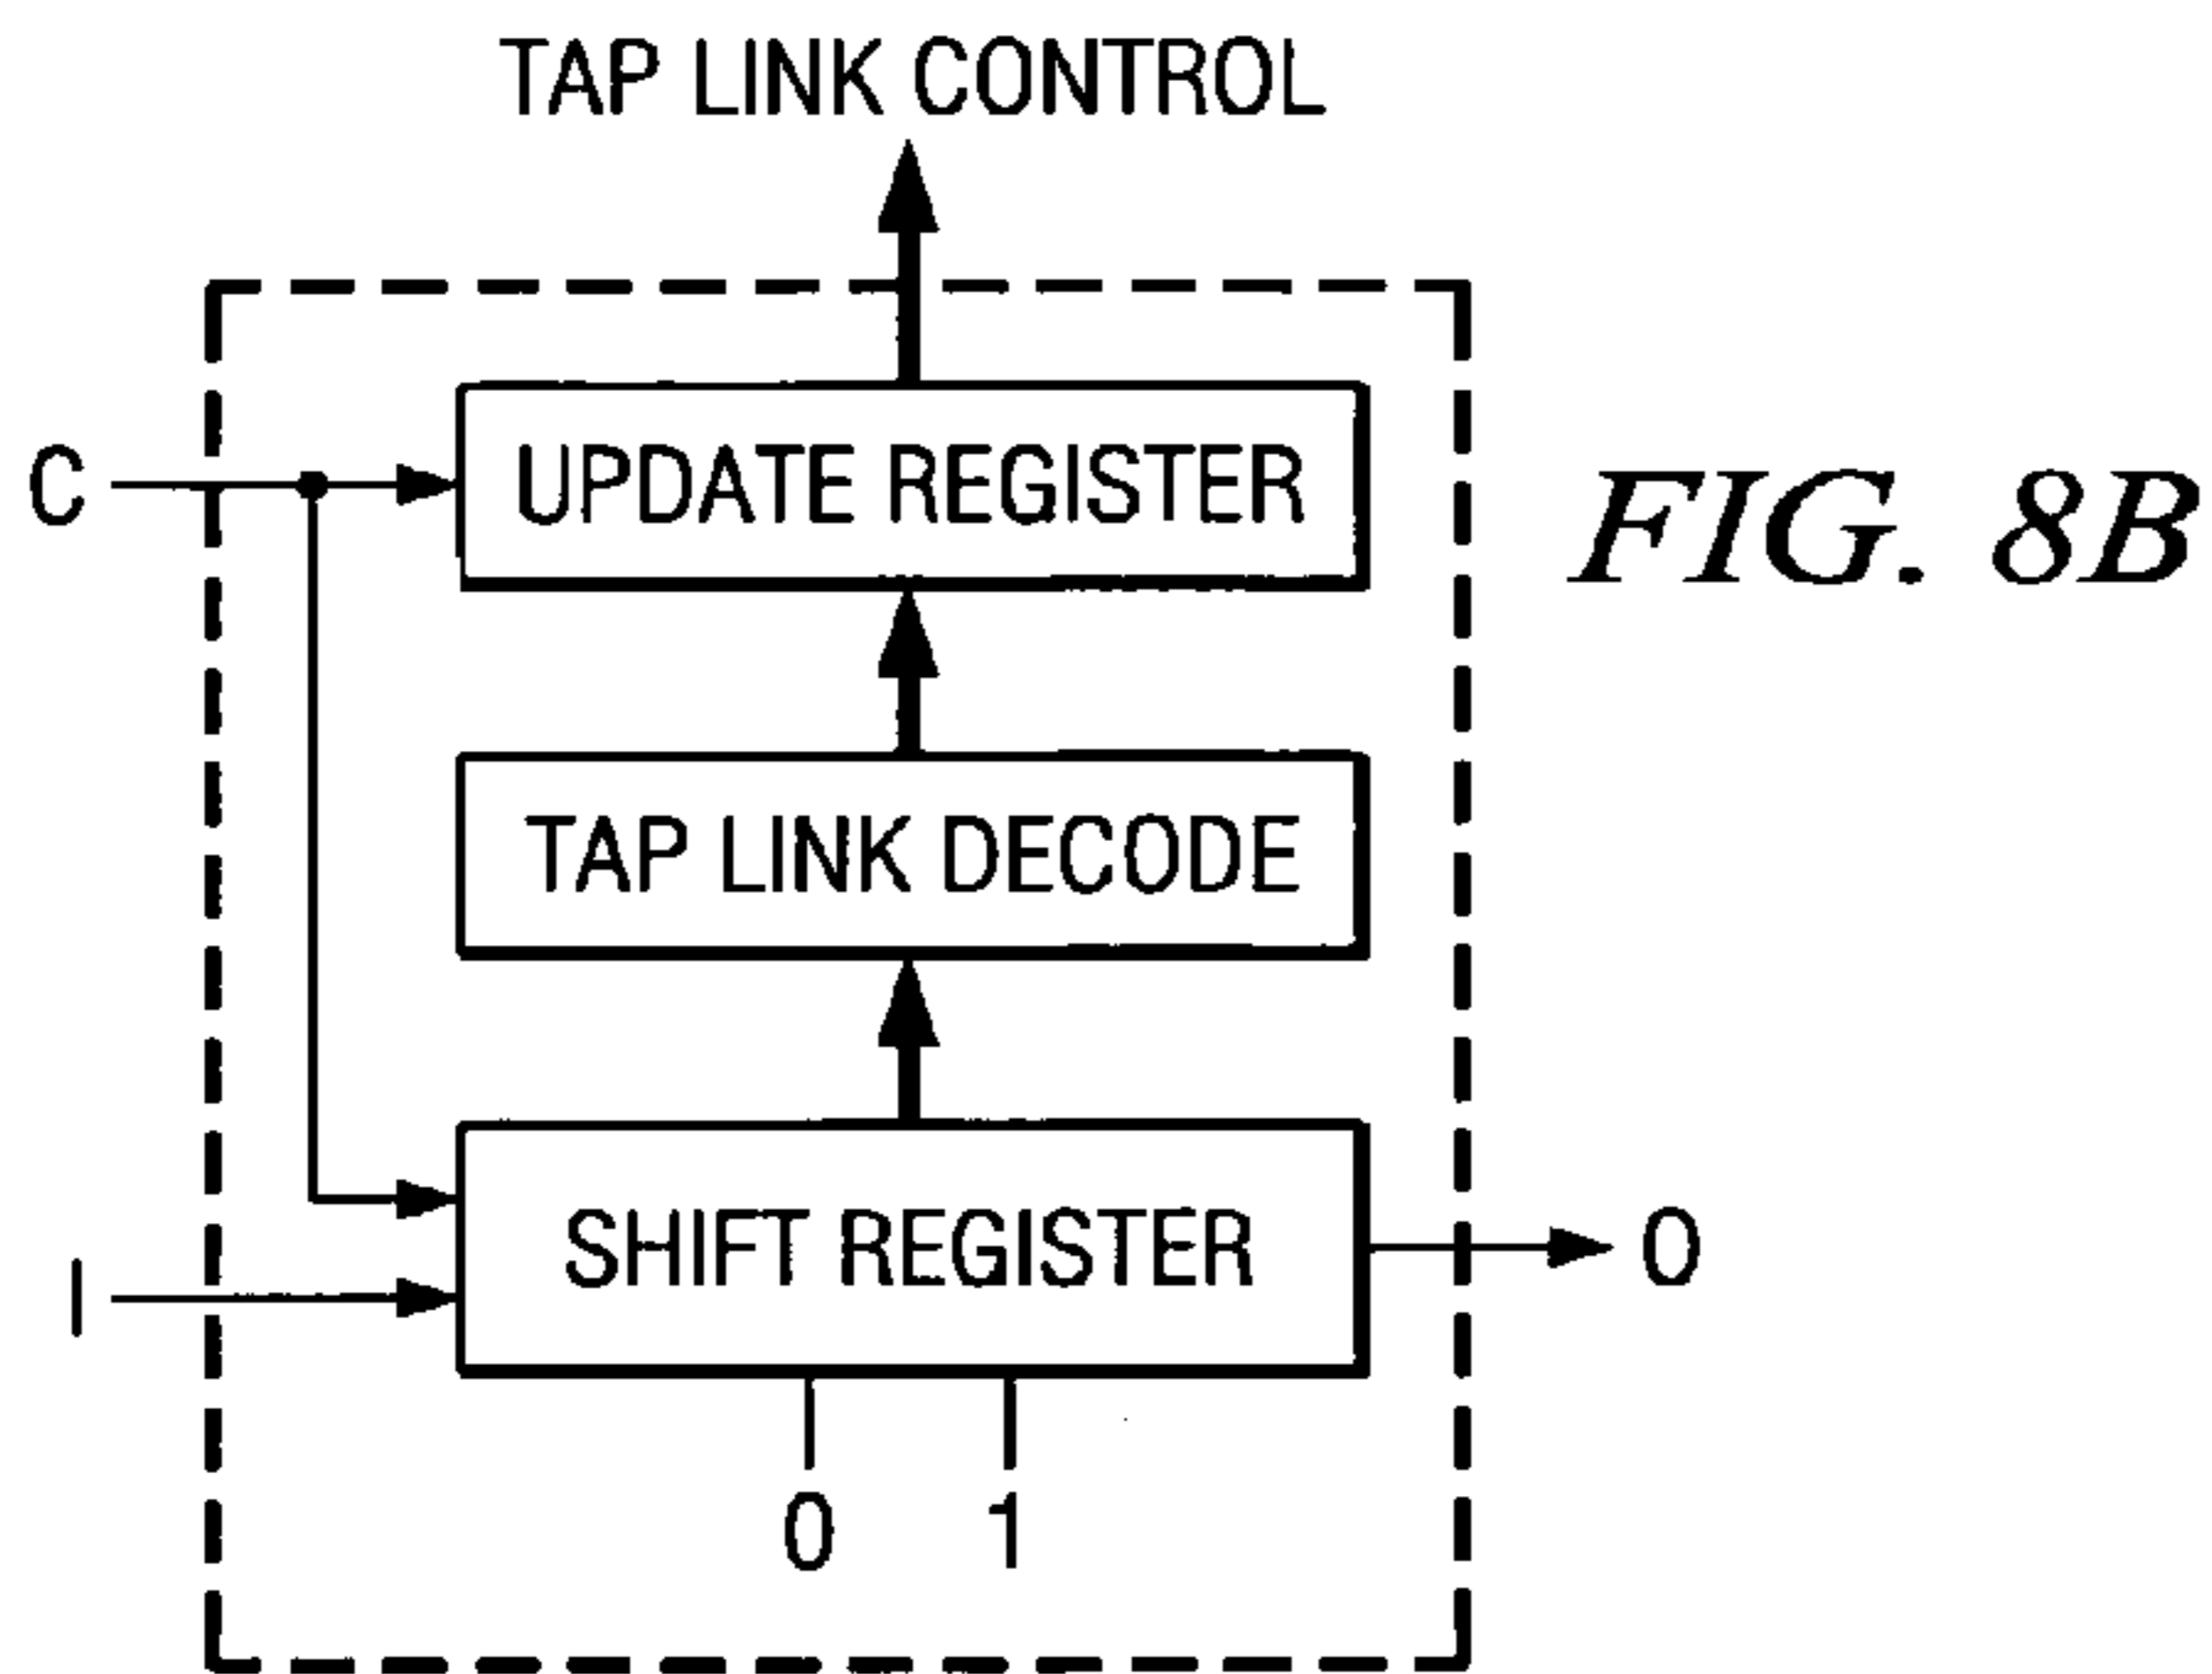 TAP LINK CONTROL
C
UPDATE REGISTER
FIG. 8B
TAP LINK DECODE
SHIFT REGISTER
I
O
0 1